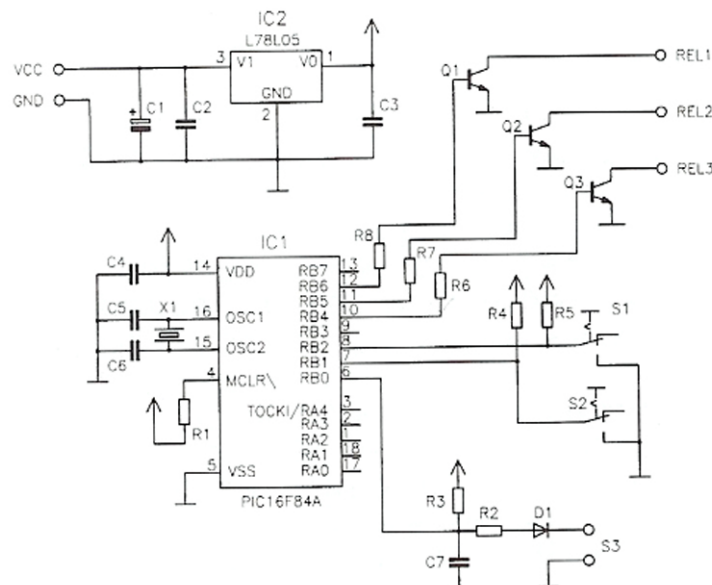 IC2
L78L05
VCC
3
V1
VO
1
GND
2
GND
+
C1
C2
C3
Q1
REL1
Q2
REL2
Q3
REL3
R8
R7
R6
IC1
C4
14
VDD
RB7
13
RB6
12
RB5
11
RB4
10
RB3
9
RB2
8
RB1
7
RB0
6
C5
X1
16
OSC1
C6
15
OSC2
4
MCLR\
R1
TOCKI/RA4
3
RA3
2
RA2
1
RA1
18
RA0
17
5
VSS
PIC16F84A
R4
R5
S1
S2
R3
R2
D1
C7
S3